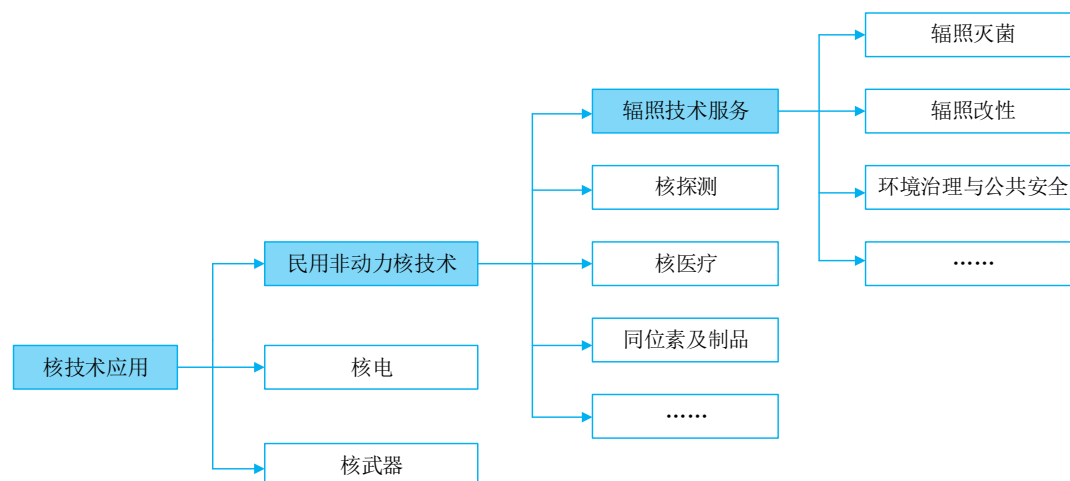 辐照灭菌
辐照技术服务
辐照改性
核探测
环境治理与公共安全
民用非动力核技术
核医疗
……
核技术应用
核电
同位素及制品
……
核武器